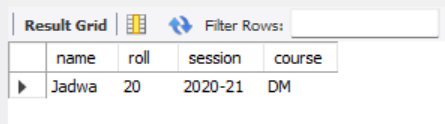 Result Grid Filter Rows:
name roll session course
Jadwa 20 2020-21 DM